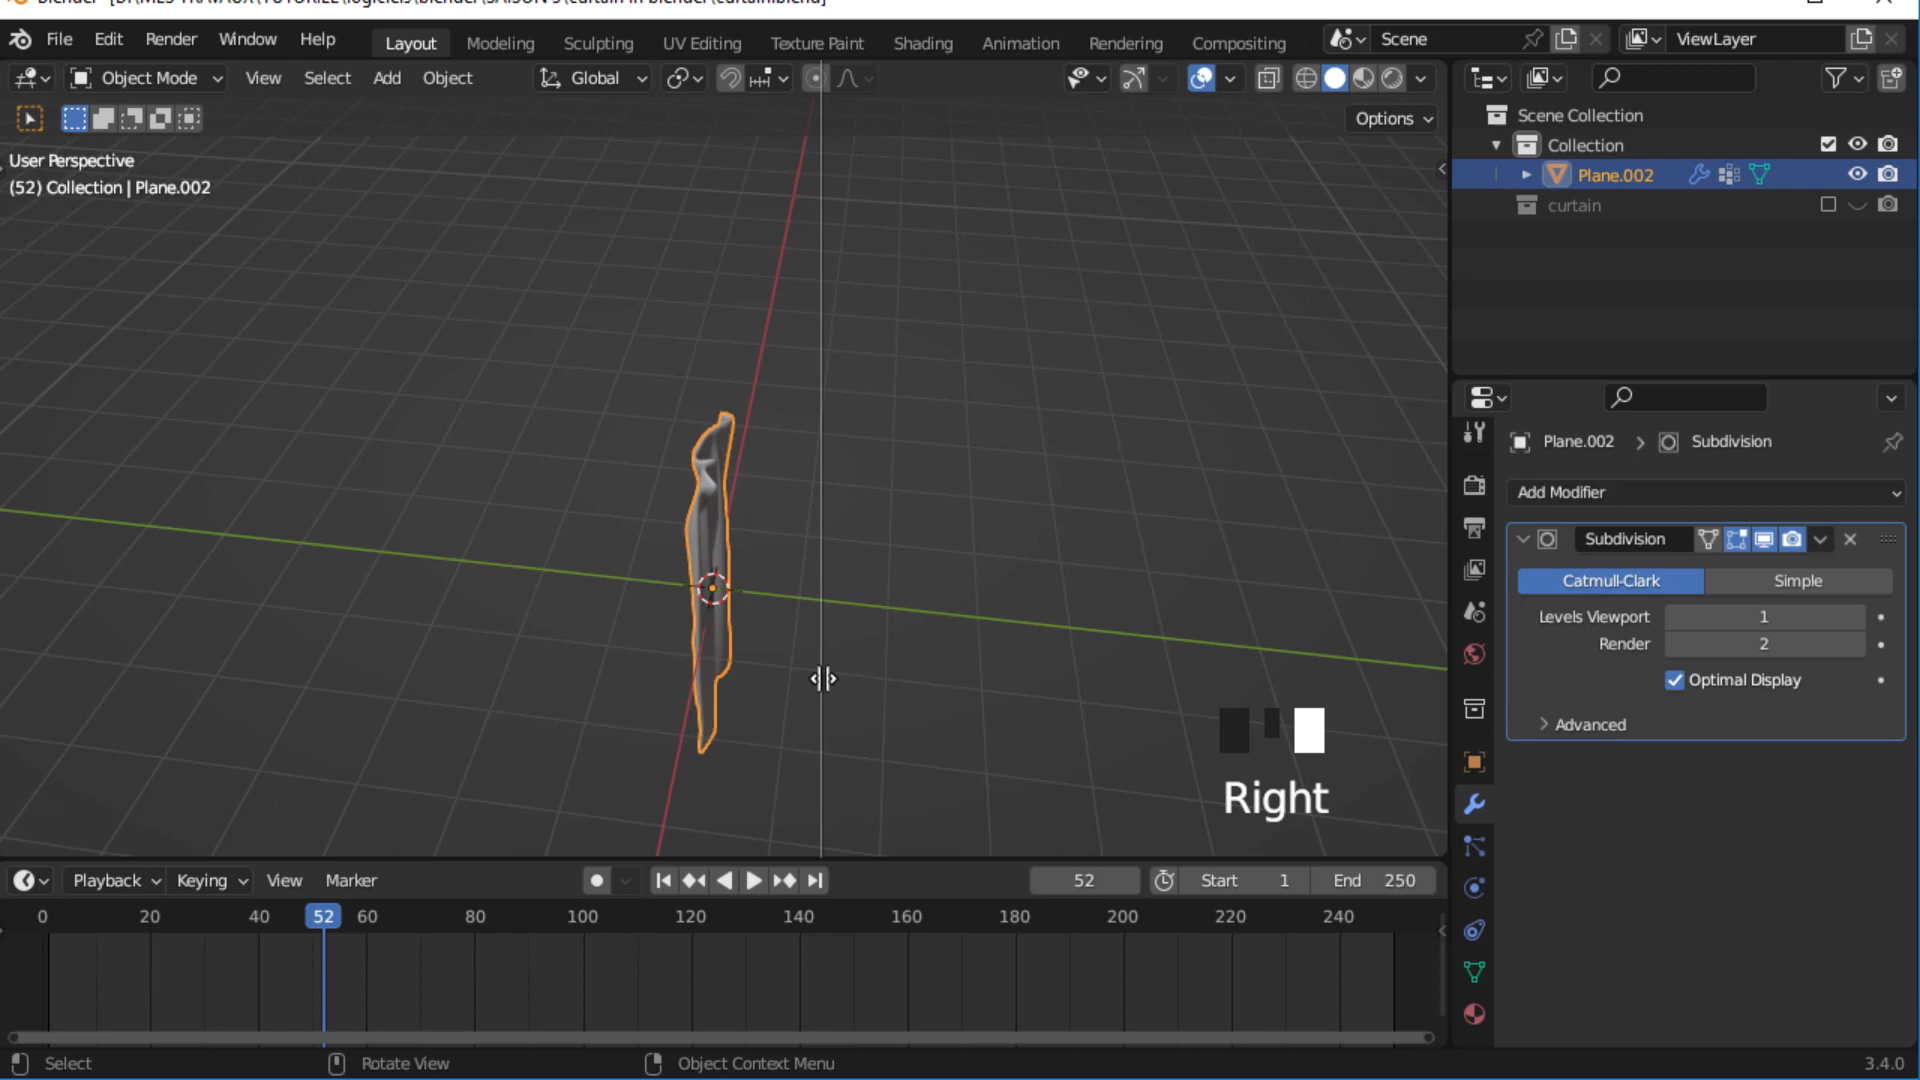 File Edit Render Window Help Layout Modeling Sculpting UV Editing Texture Paint Shading Animation Rendering Compositing Scene ViewLayer
Object Mode View Select Add Object Global
Options
User Perspective
(52) Collection | Plane.002
Scene Collection
Collection
Plane.002
curtain
Plane.002 Subdivision
Add Modifier
Subdivision
Catmull-Clark Simple
Levels Viewport 1
Render 2
Optimal Display
Advanced
Right
Playback Keying View Marker 52 Start 1 End 250
0 20 40 52 60 80 100 120 140 160 180 200 220 240
Select Rotate View Object Context Menu 3.4.0